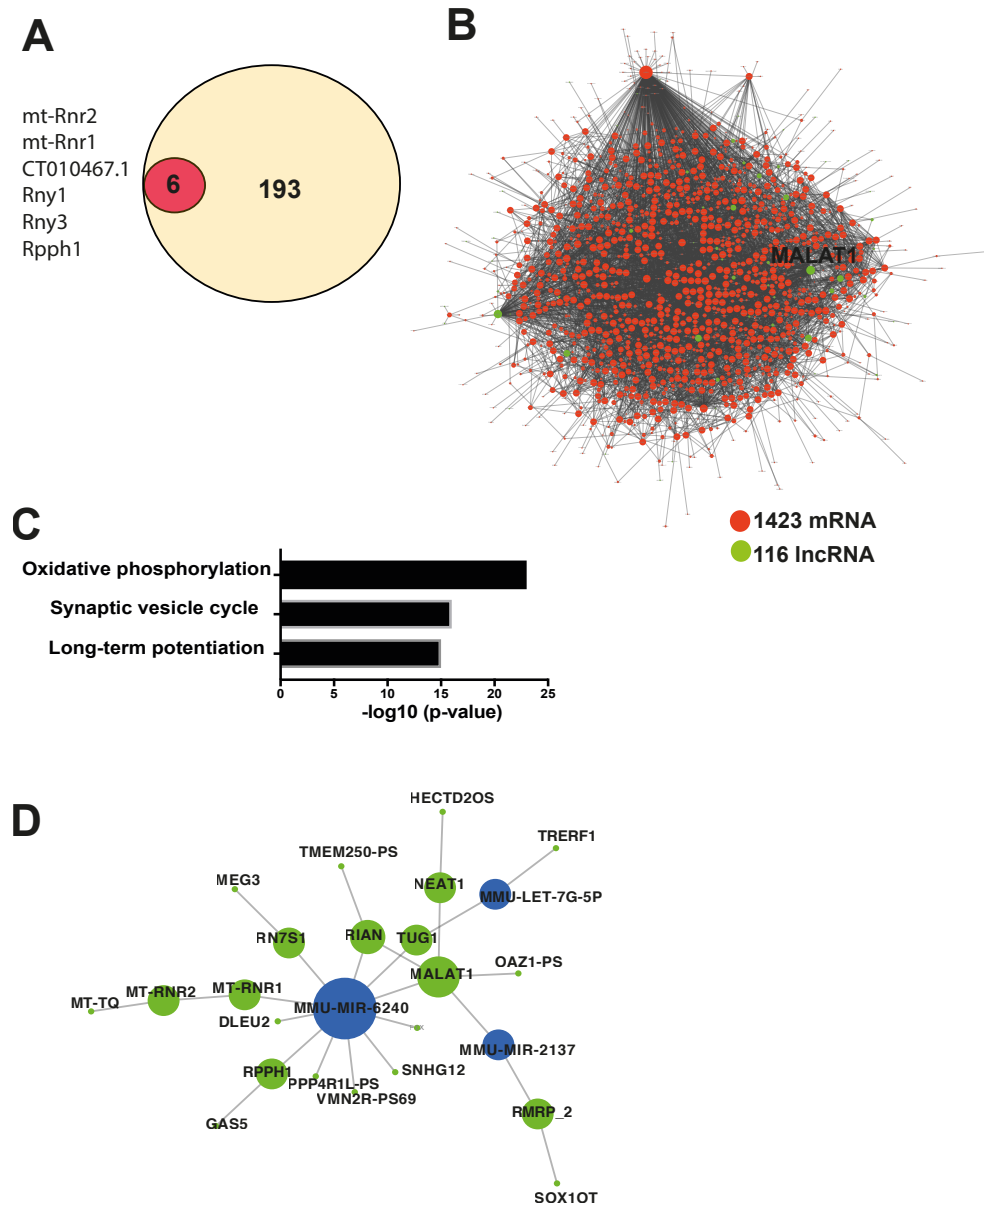 A
B
mt-Rnr2
mt-Rnr1
CT010467.1
Rny1
Rny3
Rpph1
6
193
MALAT1
1423 mRNA
116 lncRNA
C
Oxidative phosphorylation
Synaptic vesicle cycle
Long-term potentiation
0 5 10 15 20 25
-log10 (p-value)
D
HECTD2OS
TRERF1
TMEM250-PS
MEG3
NEAT1
MMU-LET-7G-5P
RN7S1
RIAN
TUG1
OAZ1-PS
MALAT1
MT-RNR2
MT-RNR1
MT-TQ
MMU-MIR-6240
DLEU2
MMU-MIR-2137
RPPH1
SNHG12
PPP4R1L-PS
VMN2R-PS69
RMRP_2
GAS5
SOX1OT